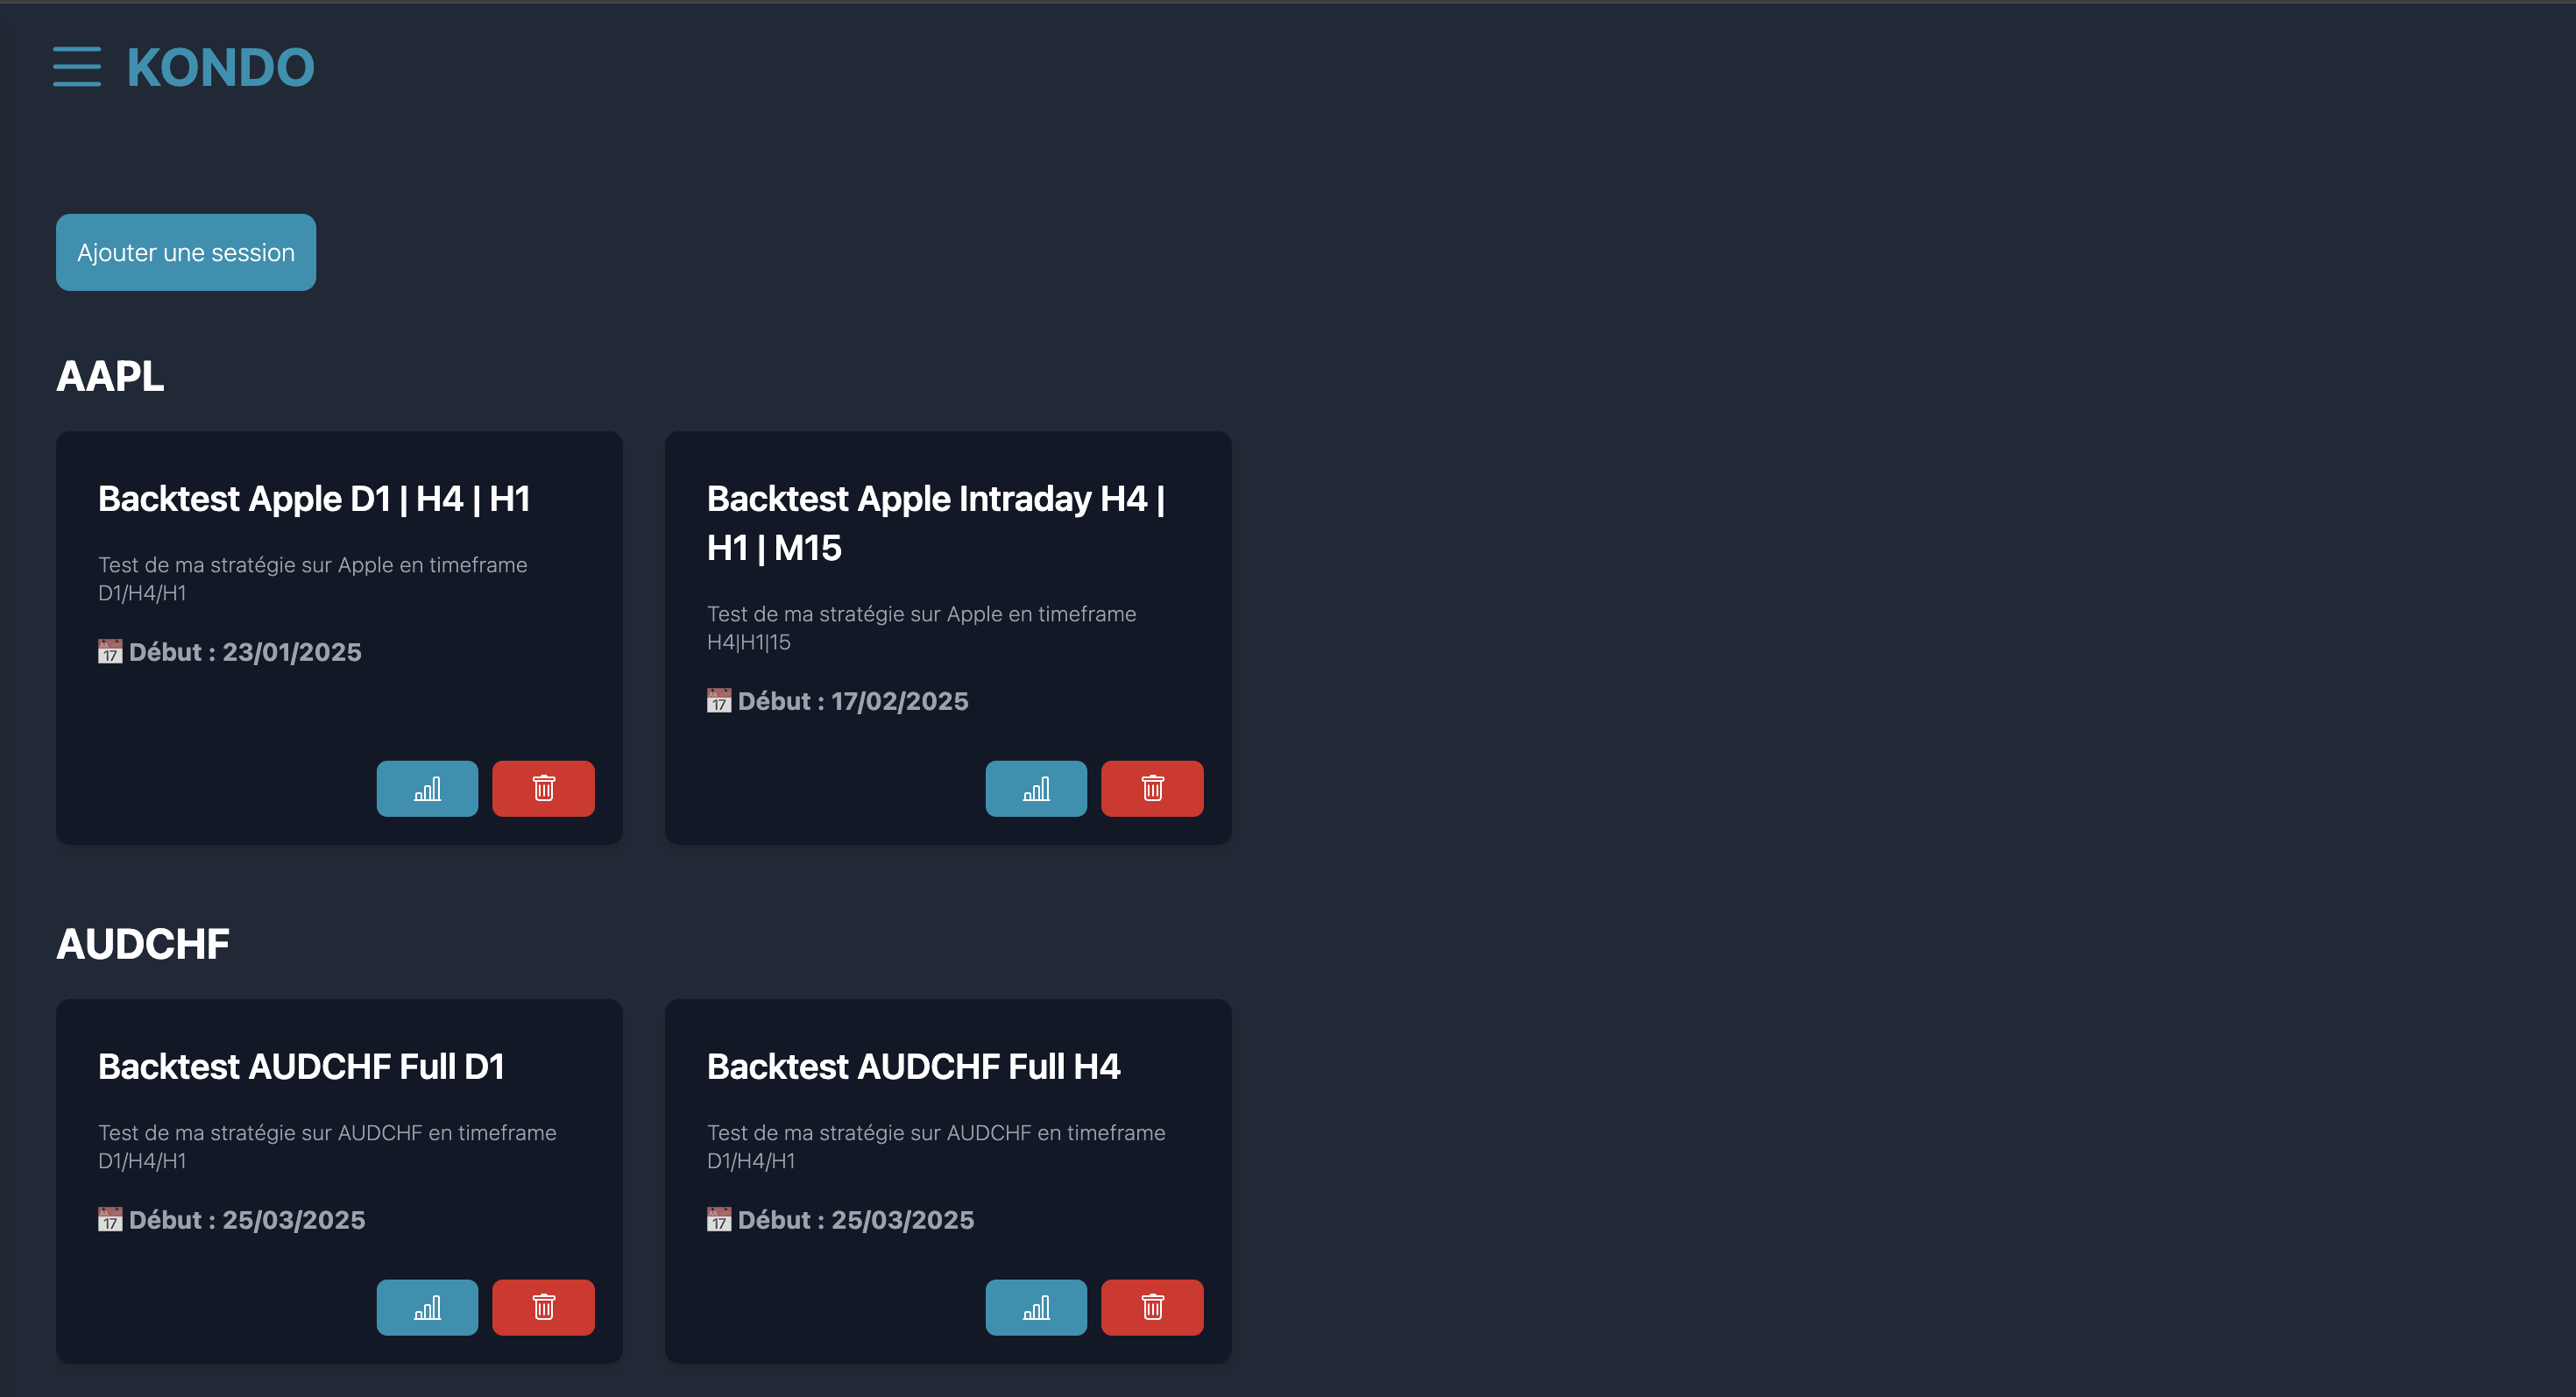 KONDO
Ajouter une session
AAPL
Backtest Apple D1 | H4 | H1
Test de ma stratégie sur Apple en timeframe
D1/H4/H1
📅 Début : 23/01/2025
Backtest Apple Intraday H4 |
H1 | M15
Test de ma stratégie sur Apple en timeframe
H4|H1|15
📅 Début : 17/02/2025
AUDCHF
Backtest AUDCHF Full D1
Test de ma stratégie sur AUDCHF en timeframe
D1/H4/H1
📅 Début : 25/03/2025
Backtest AUDCHF Full H4
Test de ma stratégie sur AUDCHF en timeframe
D1/H4/H1
📅 Début : 25/03/2025